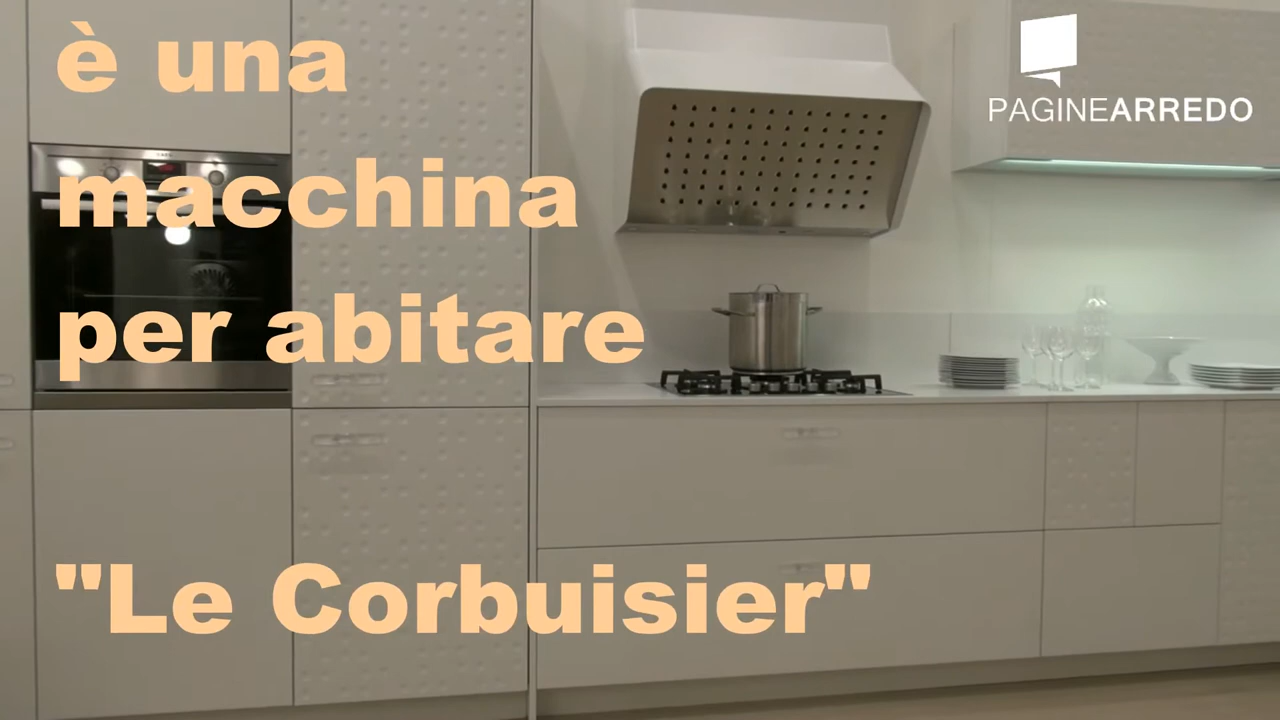 è una
PAGINEARREDO
macchina
per abitare
"Le Corbuisier"